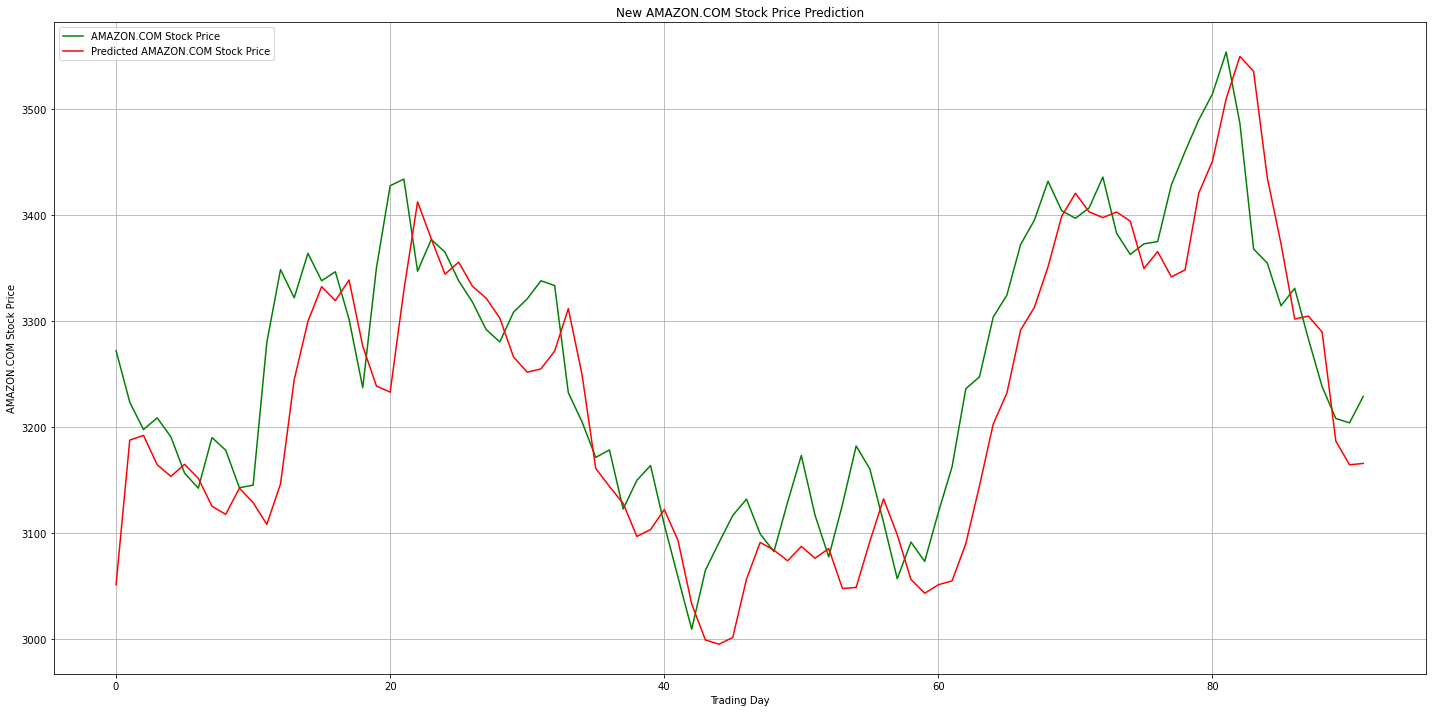 New AMAZON.COM Stock Price Prediction
AMAZON.COM Stock Price
Predicted AMAZON.COM Stock Price
AMAZON.COM Stock Price
3500
3400
3300
3200
3100
3000
0 20 40 60 80
Trading Day